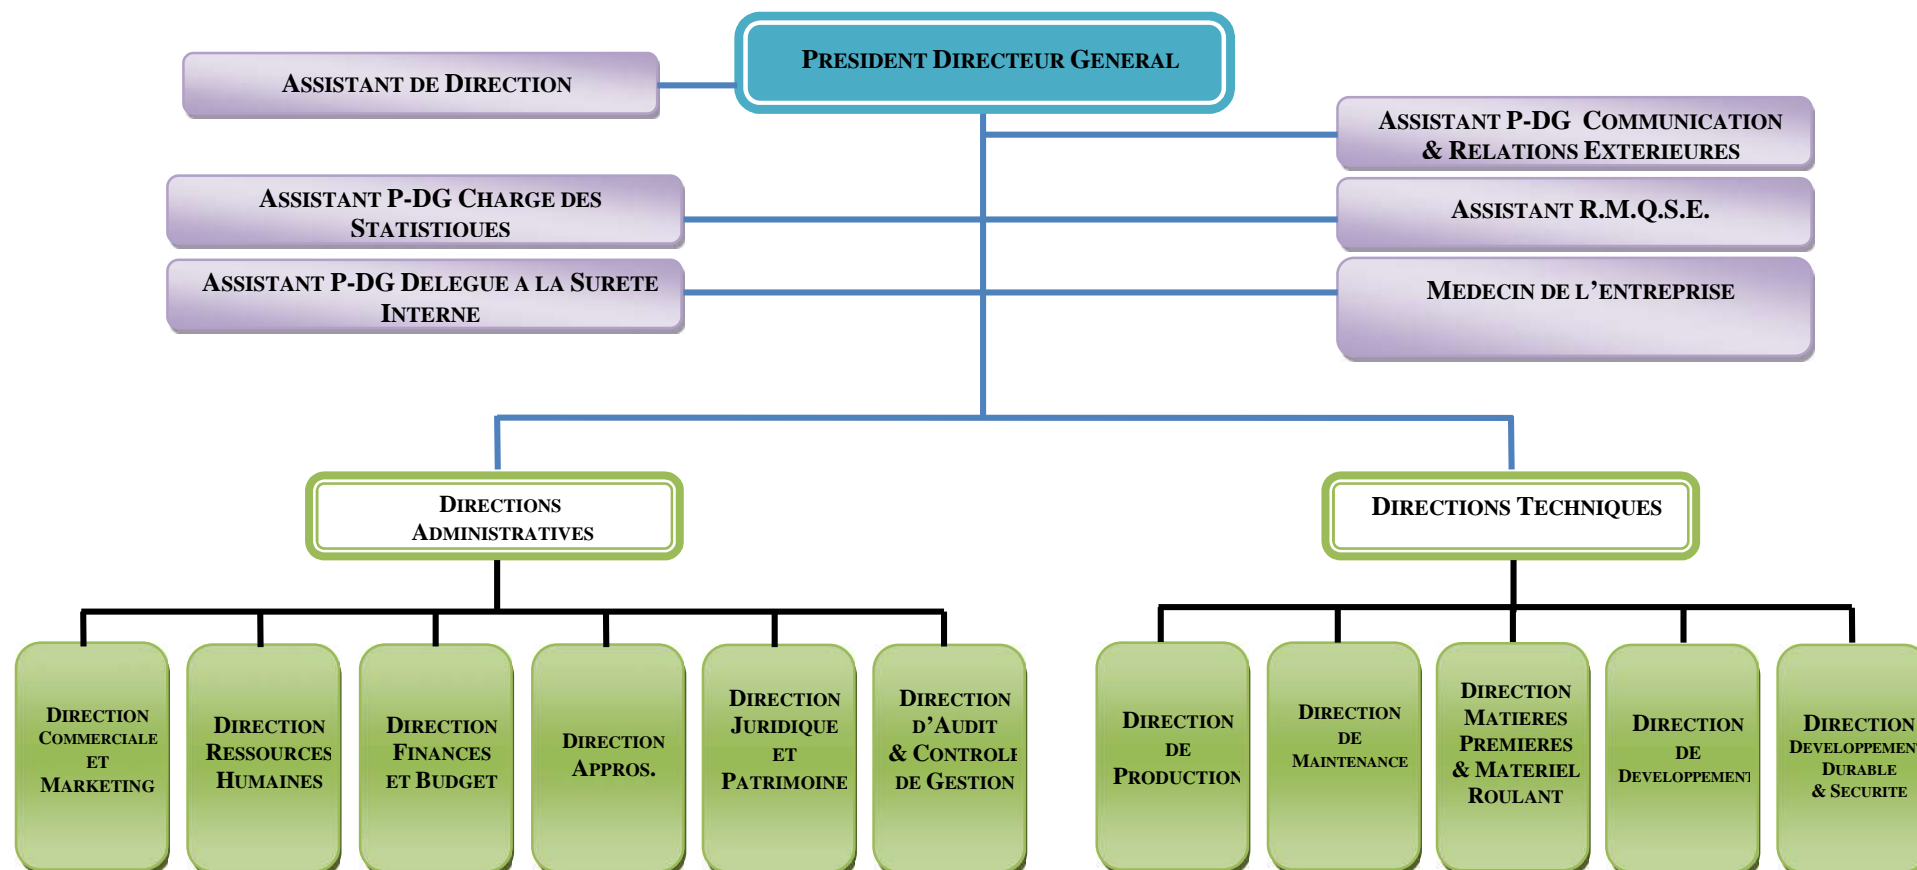 PRESIDENT DIRECTEUR GENERAL
ASSISTANT DE DIRECTION
ASSISTANT P-DG COMMUNICATION
& RELATIONS EXTERIEURES
ASSISTANT P-DG CHARGE DES
STATISTIQUES
ASSISTANT R.M.Q.S.E.
ASSISTANT P-DG DELEGUE A LA SURETE
INTERNE
MEDECIN DE L’ENTREPRISE
DIRECTIONS
ADMINISTRATIVES
DIRECTIONS TECHNIQUES
DIRECTION
COMMERCIALE
ET
MARKETING
DIRECTION
RESSOURCES
HUMAINES
DIRECTION
FINANCES
ET BUDGET
DIRECTION
APPROS.
DIRECTION
JURIDIQUE
ET
PATRIMOINE
DIRECTION
D’AUDIT
& CONTROLE
DE GESTION
DIRECTION
DE
PRODUCTION
DIRECTION
DE
MAINTENANCE
DIRECTION
MATIERES
PREMIERES
& MATERIEL
ROULANT
DIRECTION
DE
DEVELOPPEMENT
DIRECTION
DEVELOPPEMENT
DURABLE
& SECURITE